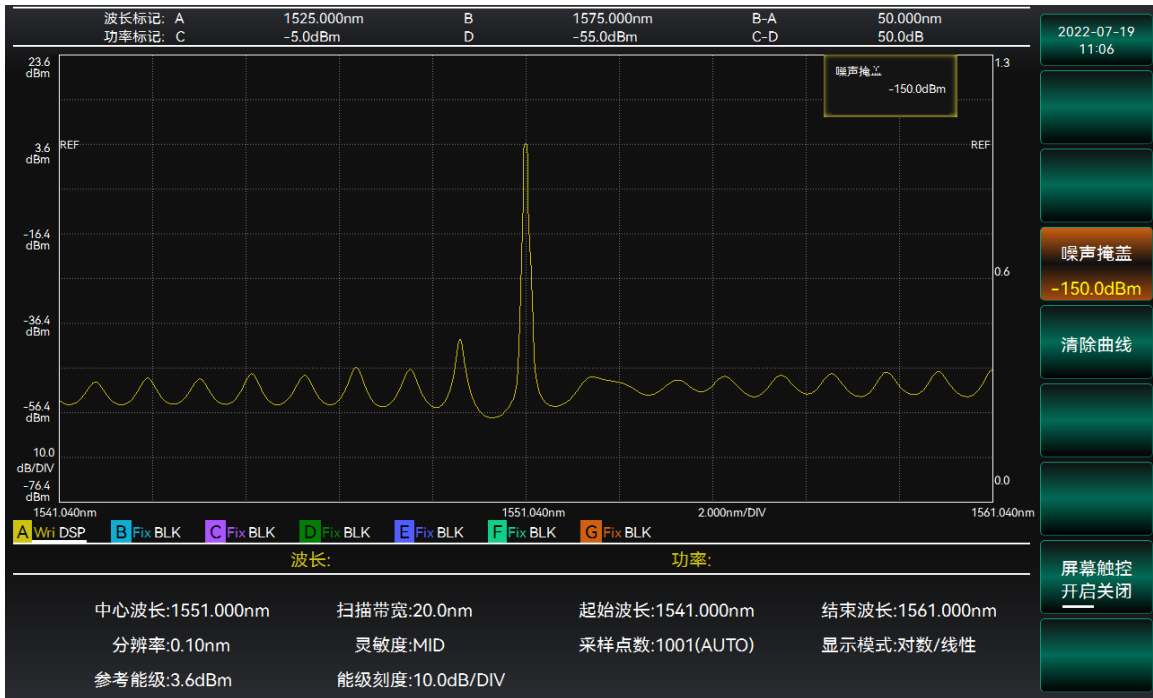 波长标记: A 1525.000nm B 1575.000nm B-A 50.000nm
功率标记: C -5.0dBm D -55.0dBm C-D 50.0dB
2022-07-19
11:06
23.6
dBm
1.3
噪声掩盖
-150.0dBm
3.6
dBm
REF
REF
-16.4
dBm
噪声掩盖
-150.0dBm
0.6
-36.4
dBm
清除曲线
-56.4
dBm
10.0
dB/DIV
-76.4
dBm
0.0
1541.040nm 1551.040nm 2.000nm/DIV 1561.040nm
A Wri DSP B Fix BLK C Fix BLK D Fix BLK E Fix BLK F Fix BLK G Fix BLK
波长: 功率:
屏幕触控
开启关闭
中心波长:1551.000nm 扫描带宽:20.0nm 起始波长:1541.000nm 结束波长:1561.000nm
分辨率:0.10nm 灵敏度:MID 采样点数:1001(AUTO) 显示模式:对数/线性
参考能级:3.6dBm 能级刻度:10.0dB/DIV